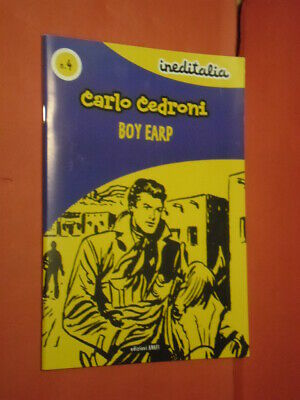 n.4
ineditalia
Carlo Cedroni
BOY EARP
edizioni ANAFI